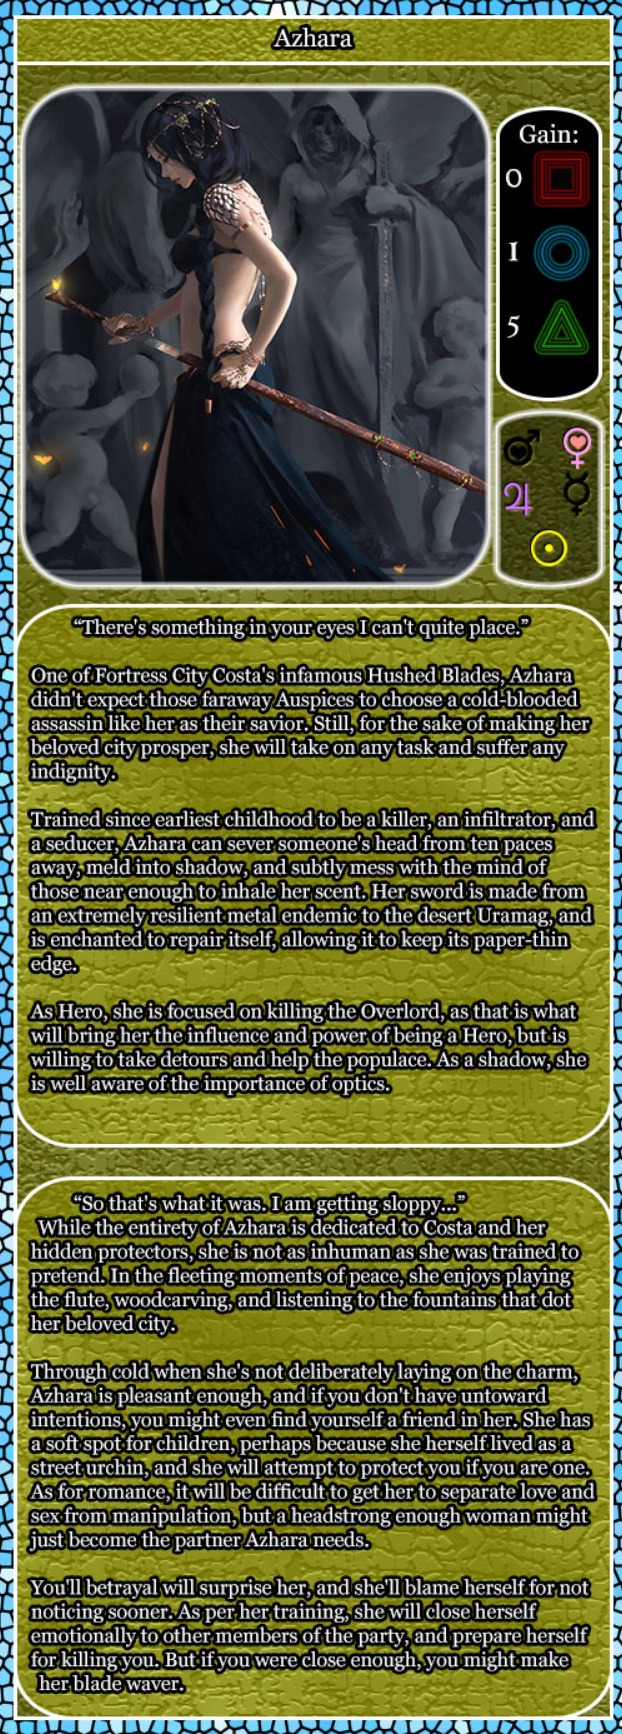 Azhara
Gain:
0
1
5
“There's something in your eyes I can't quite place.”
One of Fortress City Costa's infamous Hushed Blades, Azhara
didn't expect those faraway Auspices to choose a cold-blooded
assassin like her as their savior. Still, for the sake of making her
beloved city prosper, she will take on any task and suffer any
indignity.
Trained since earliest childhood to be a killer, an infiltrator, and
a seducer, Azhara can sever someone's head from ten paces
away, meld into shadow, and subtly mess with the mind of
those near enough to inhale her scent. Her sword is made from
an extremely resilient metal endemic to the desert Uramag, and
is enchanted to repair itself, allowing it to keep its paper-thin
edge.
As Hero, she is focused on killing the Overlord, as that is what
will bring her the influence and power of being a Hero, but is
willing to take detours and help the populace. As a shadow, she
is well aware of the importance of optics.
“So that's what it was. I am getting sloppy...”
While the entirety of Azhara is dedicated to Costa and her
hidden protectors, she is not as inhuman as she was trained to
pretend. In the fleeting moments of peace, she enjoys playing
the flute, woodcarving, and listening to the fountains that dot
her beloved city.
Through cold when she's not deliberately laying on the charm,
Azhara is pleasant enough, and if you don't have untoward
intentions, you might even find yourself a friend in her. She has
a soft spot for children, perhaps because she herself lived as a
street urchin, and she will attempt to protect you if you are one.
As for romance, it will be difficult to get her to separate love and
sex from manipulation, but a headstrong enough woman might
just become the partner Azhara needs.
You'll betrayal will surprise her, and she'll blame herself for not
noticing sooner. As per her training, she will close herself
emotionally to other members of the party, and prepare herself
for killing you. But if you were close enough, you might make
her blade waver.